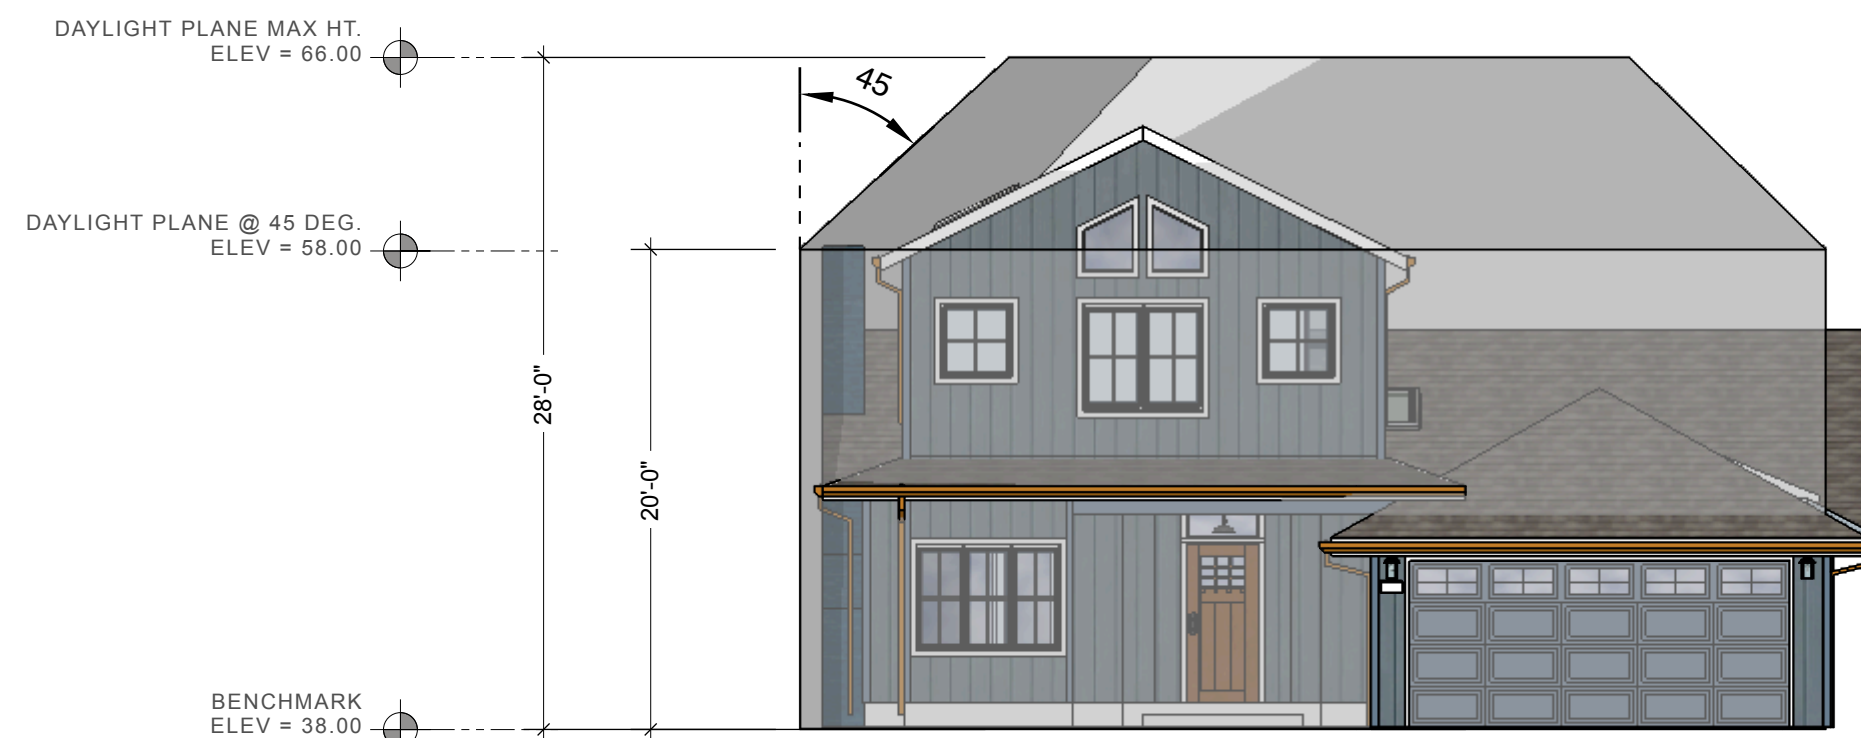 DAYLIGHT PLANE MAX HT.
ELEV = 66.00
45
DAYLIGHT PLANE @ 45 DEG.
ELEV = 58.00
28'-0"
20'-0"
BENCHMARK
ELEV = 38.00